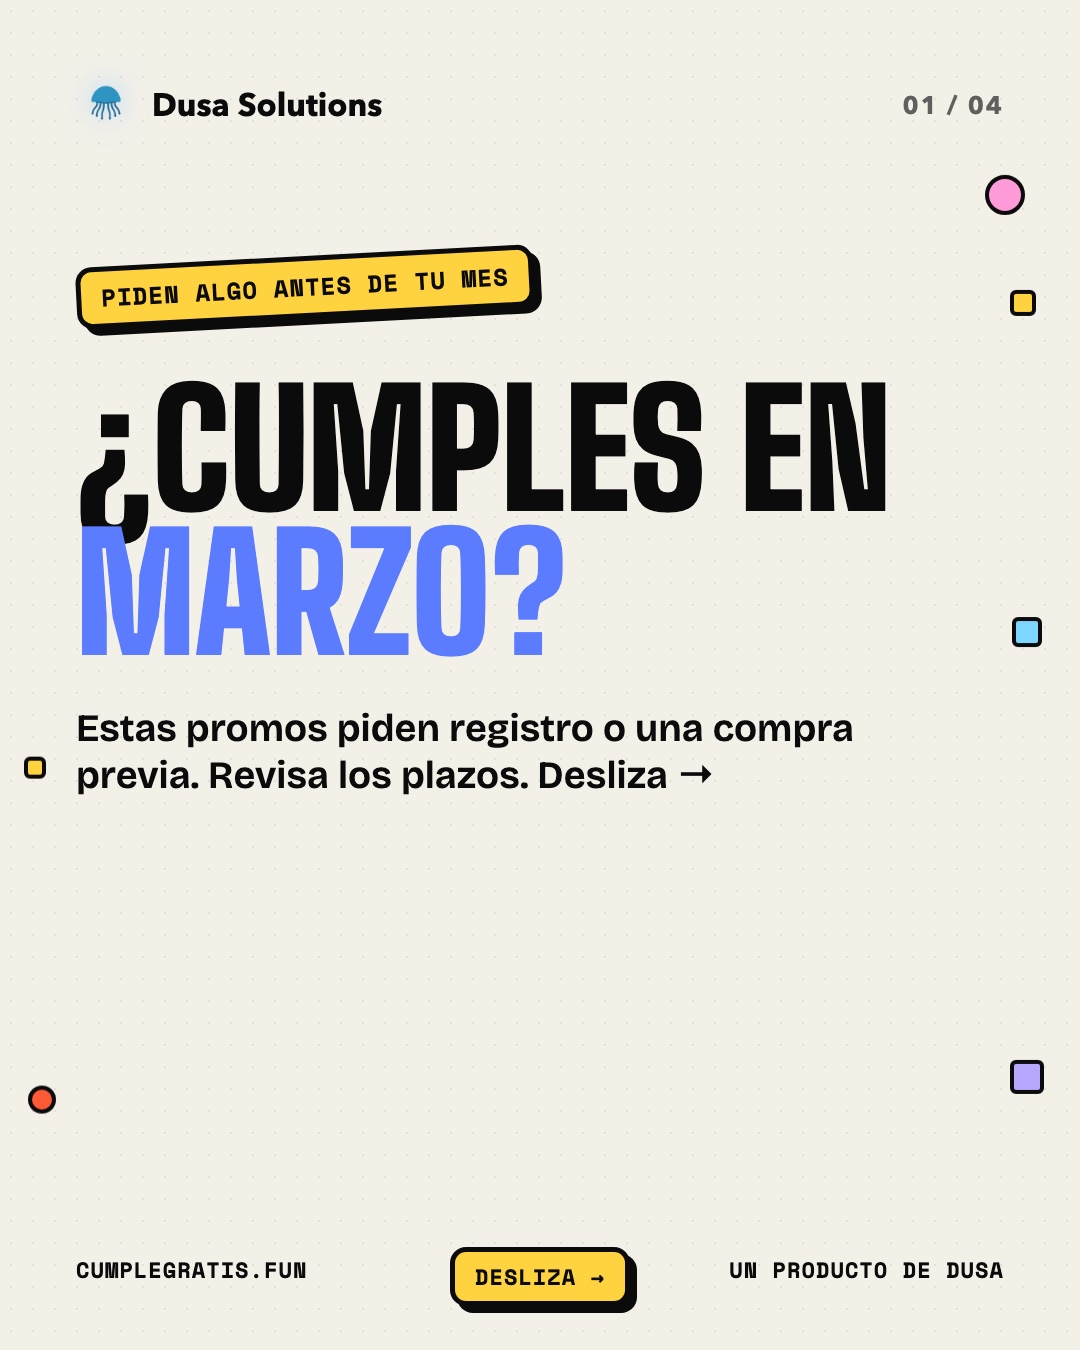 Dusa Solutions
01 / 04
PIDEN ALGO ANTES DE TU MES
¿CUMPLES EN
MARZO?
Estas promos piden registro o una compra
previa. Revisa los plazos. Desliza →
CUMPLEGRATIS.FUN
DESLIZA →
UN PRODUCTO DE DUSA